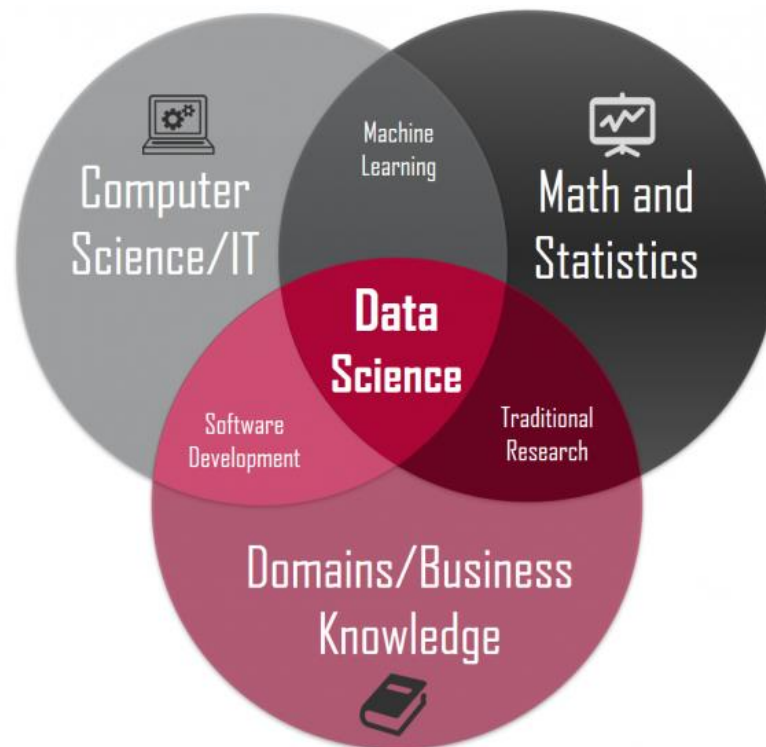 Computer
Science/IT
Machine
Learning
Math and
Statistics
Data
Science
Software
Development
Traditional
Research
Domains/Business
Knowledge